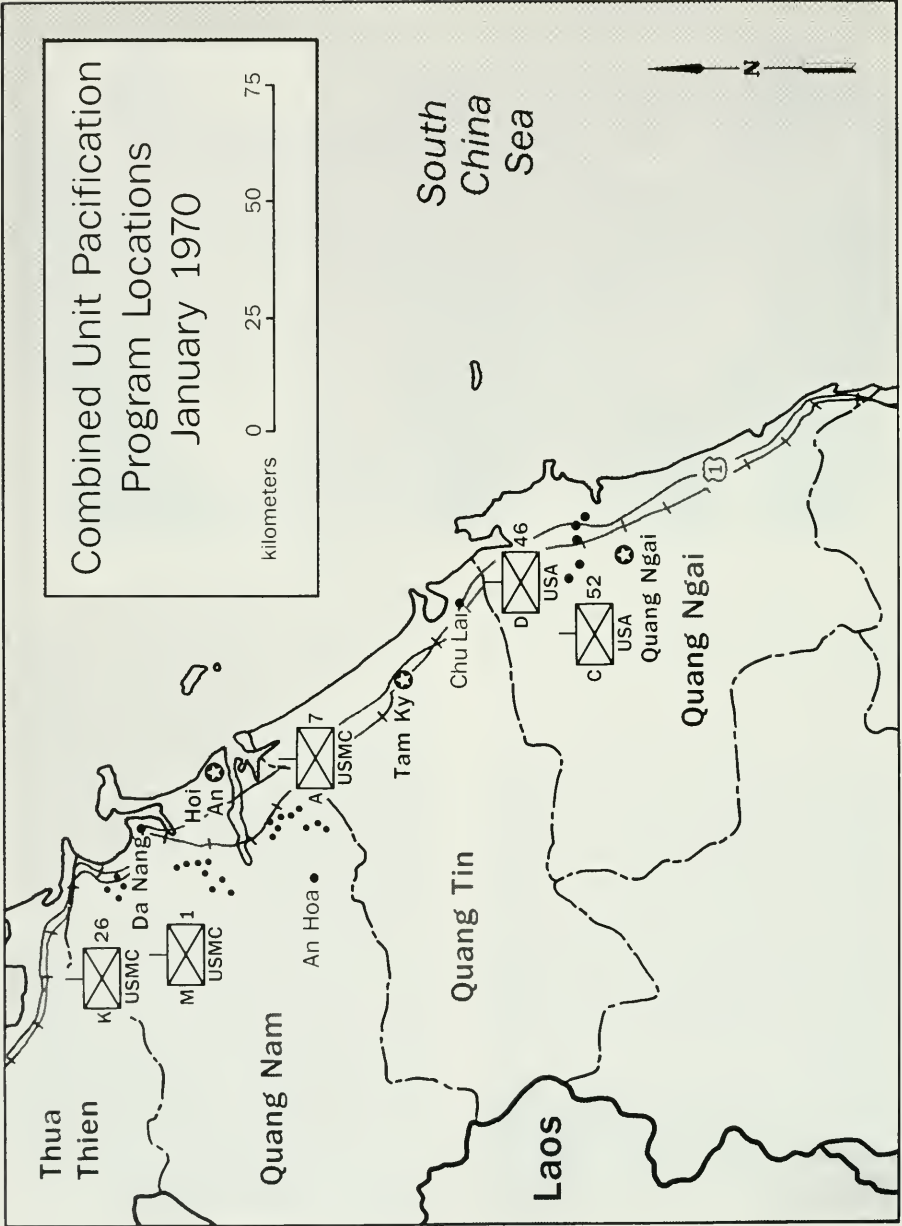 Combined Unit Pacification
Program Locations
January 1970
kilometers
0 25 50 75
N
South
China
Sea
Thua
Thien
K 26
USMC
M 1
USMC
Da Nang
Hoi
An
Quang Nam
An Hoa
A 7
USMC
Tam Ky
Chu Lai
Quang Tin
D 46
USA
C 52
USA
Quang Ngai
Quang Ngai
1
Laos